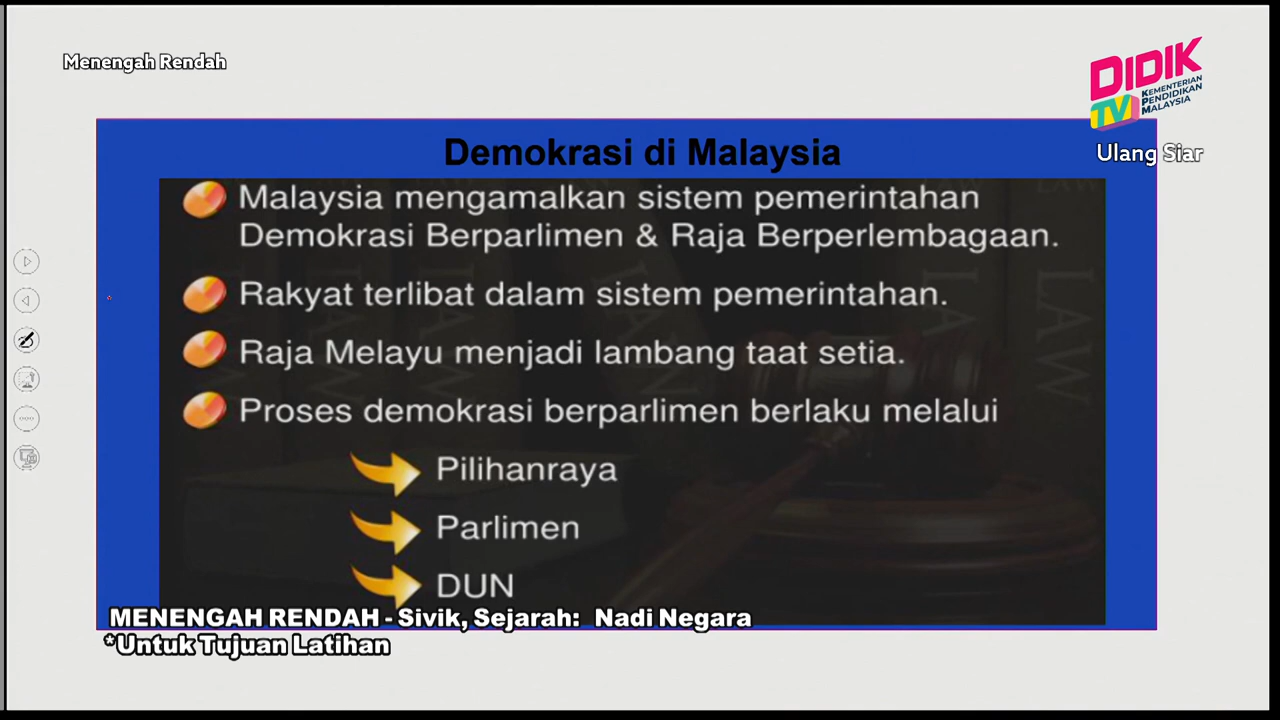 Menengah Rendah
DIDIK
TV
KEMENTERIAN
PENDIDIKAN
MALAYSIA
Ulang Siar
Demokrasi di Malaysia
Malaysia mengamalkan sistem pemerintahan
Demokrasi Berparlimen & Raja Berperlembagaan.
Rakyat terlibat dalam sistem pemerintahan.
Raja Melayu menjadi lambang taat setia.
Proses demokrasi berparlimen berlaku melalui
Pilihanraya
Parlimen
DUN
LAW
MENENGAH RENDAH - Sivik, Sejarah: Nadi Negara
*Untuk Tujuan Latihan